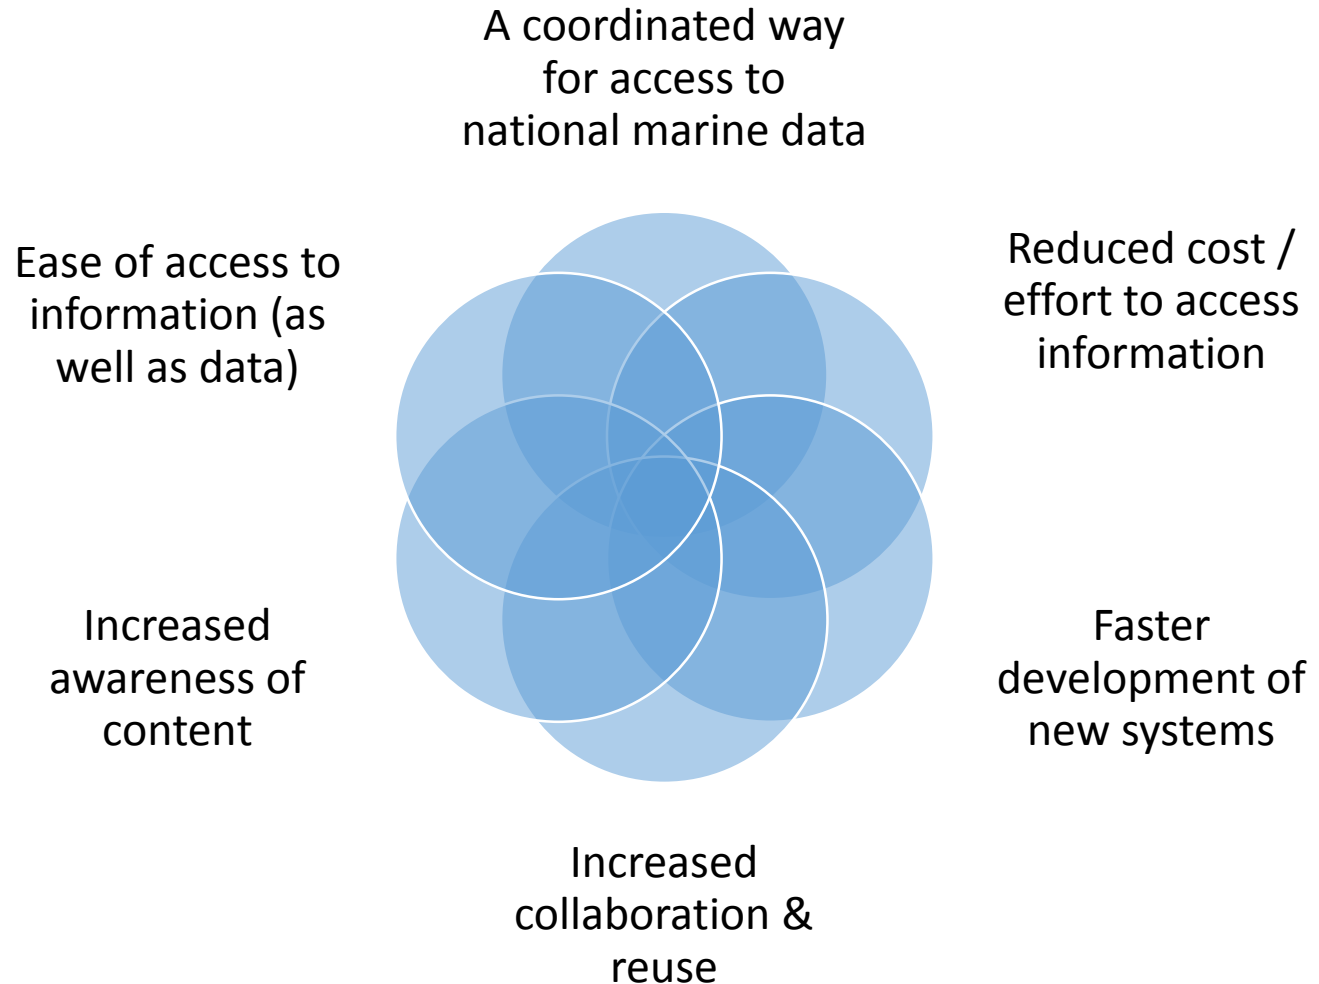 A coordinated way
for access to
national marine data
Ease of access to
information (as
well as data)
Reduced cost /
effort to access
information
Increased
awareness of
content
Faster
development of
new systems
Increased
collaboration &
reuse